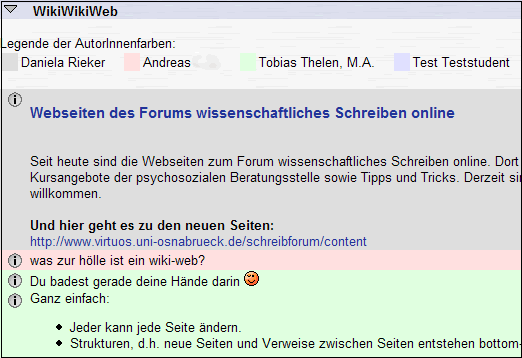 WikiWikiWeb
Legende der AutorInnenfarben:
Daniela Rieker Andreas Tobias Thelen, M.A. Test Teststudent
Webseiten des Forums wissenschaftliches Schreiben online
Seit heute sind die Webseiten zum Forum wissenschaftliches Schreiben online. Dort
Kursangebote der psychosozialen Beratungsstelle sowie Tipps und Tricks. Derzeit sin
willkommen.
Und hier geht es zu den neuen Seiten:
http://www.virtuos.uni-osnabrueck.de/schreibforum/content
was zur hölle ist ein wiki-web?
Du badest gerade deine Hände darin
Ganz einfach:
Jeder kann jede Seite ändern.
Strukturen, d.h. neue Seiten und Verweise zwischen Seiten entstehen bottom-